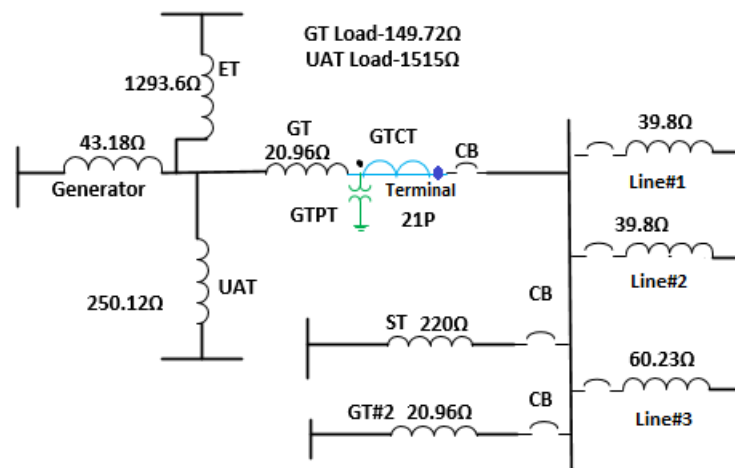 GT Load-149.72Ω
UAT Load-1515Ω
ET
1293.6Ω
43.18Ω
Generator
GT
20.96Ω
GTCT
CB
Terminal
GTPT
21P
39.8Ω
Line#1
39.8Ω
Line#2
UAT
250.12Ω
CB
ST 220Ω
60.23Ω
CB
GT#2 20.96Ω
Line#3